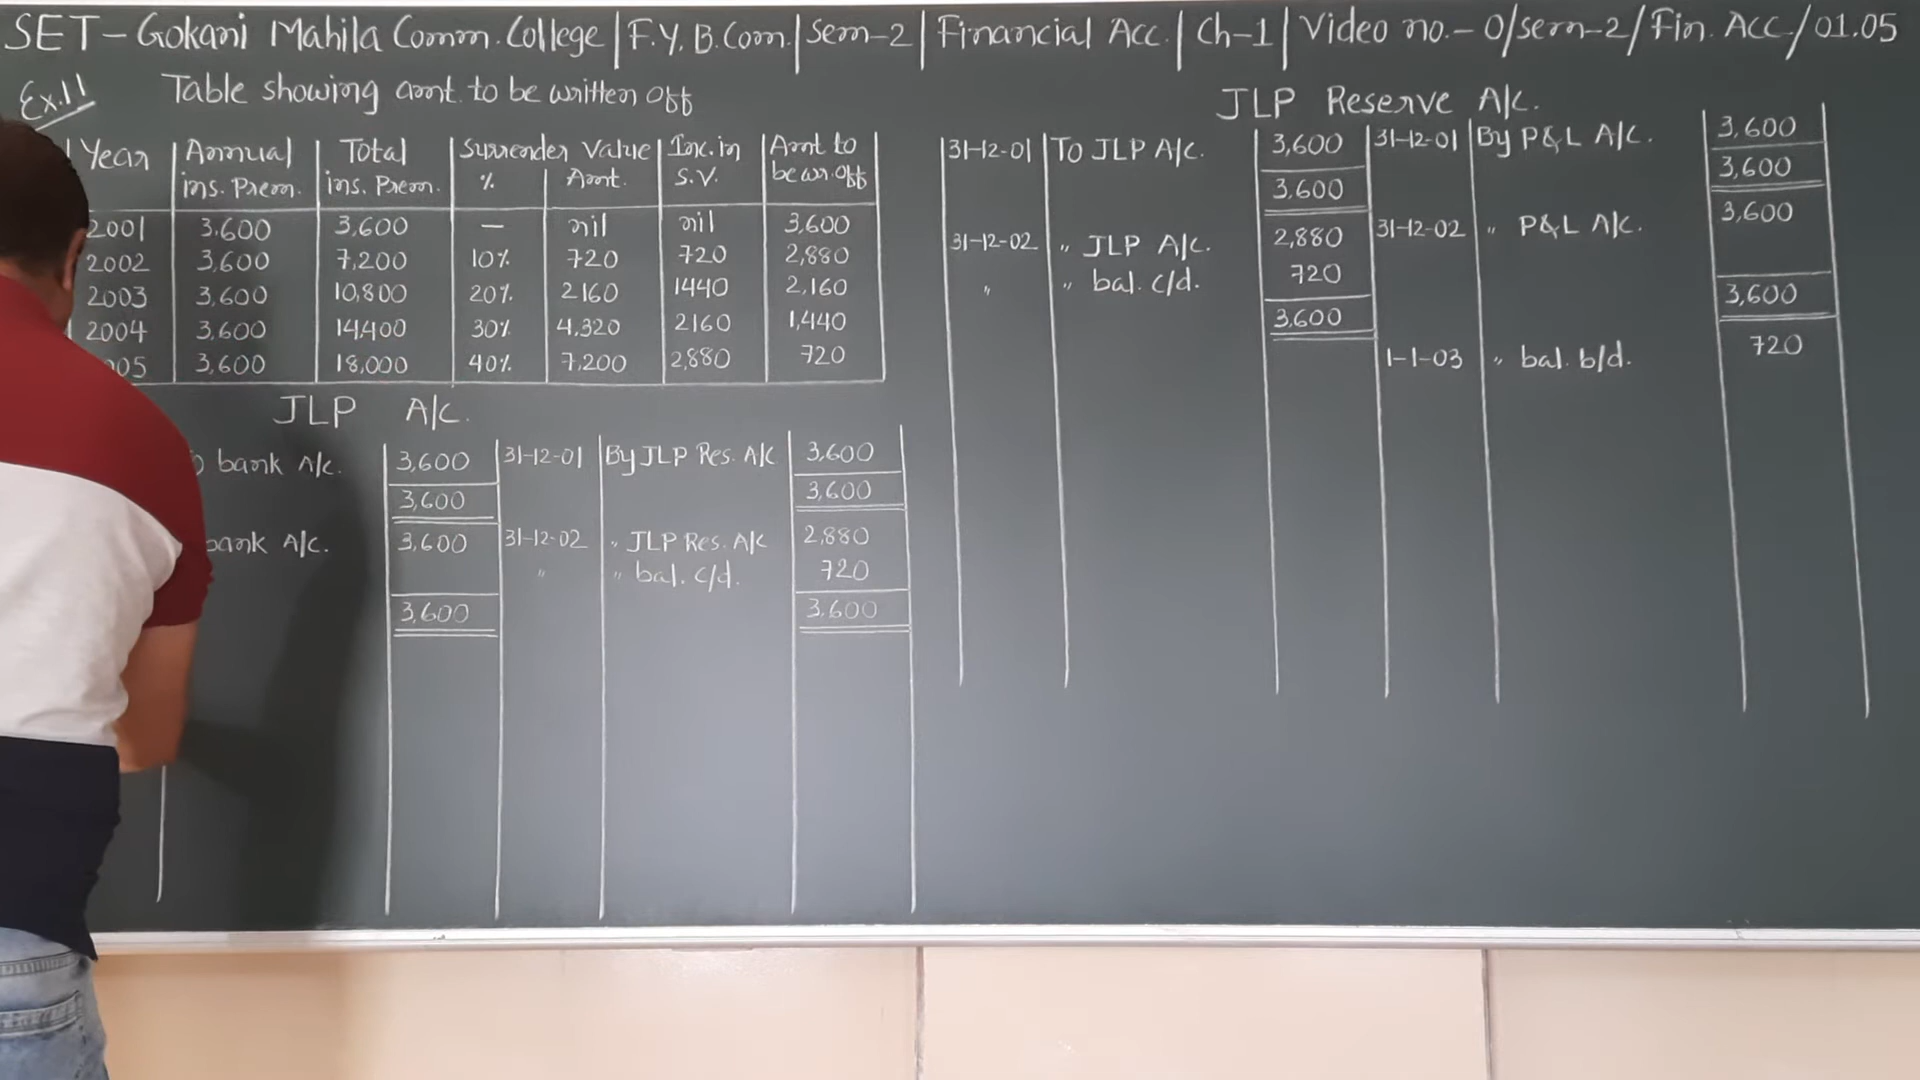 SET - Gokani Mahila Comm. College | F.Y. B.Com. | Sem-2 | Financial Acc. | Ch-1 | Video no. - 0/sem-2/Fin. Acc/01.05
Ex.11 Table showing amt. to be written off
Year | Annual ins. Prem. | Total ins. Prem. | Surrender Value % | Amt. | Inc. in S.V. | Amt to be wr. off
2001 3,600 3,600 — nil nil 3,600
2002 3,600 7,200 10% 720 720 2,880
2003 3,600 10,800 20% 2160 1440 2,160
2004 3,600 14,400 30% 4,320 2160 1,440
05 3,600 18,000 40% 7,200 2,880 720
JLP A/c.
bank A/c. 3,600 31-12-01 By JLP Res. A/c 3,600
3,600 3,600
bank A/c. 3,600 31-12-02 " JLP Res. A/c 2,880
" " bal. c/d. 720
3,600 3,600
JLP Reserve A/c.
31-12-01 To JLP A/c. 3,600 31-12-01 By P&L A/c. 3,600
3,600 3,600
31-12-02 " JLP A/c. 2,880 31-12-02 " P&L A/c. 3,600
" " bal. c/d. 720
3,600 3,600
1-1-03 " bal. b/d. 720